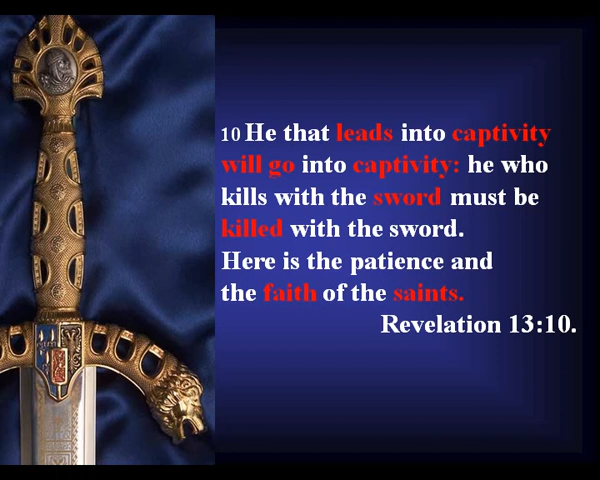 10 He that leads into captivity
will go into captivity: he who
kills with the sword must be
killed with the sword.
Here is the patience and
the faith of the saints.
Revelation 13:10.